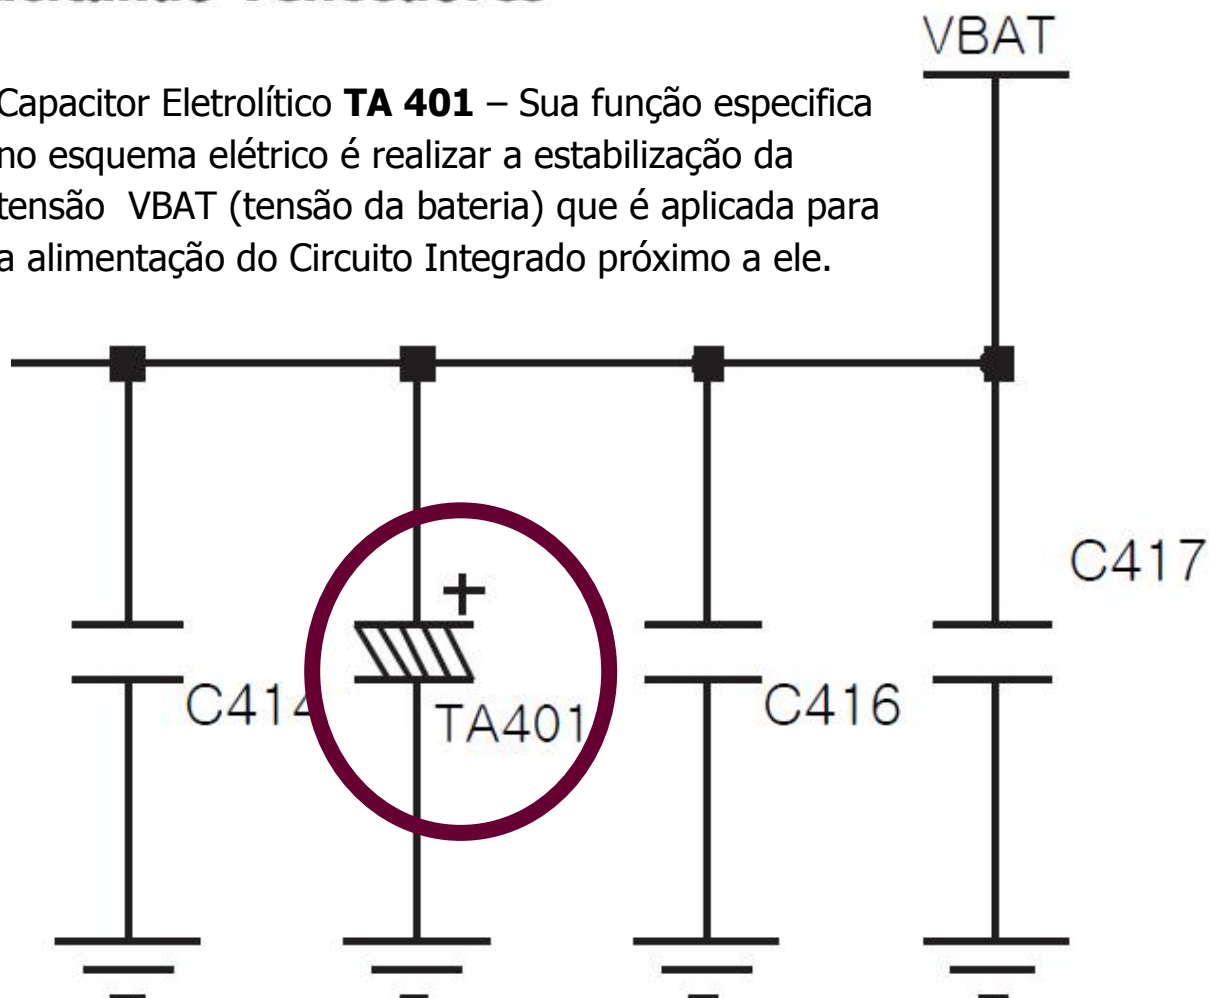 VBAT
Capacitor Eletrolítico TA 401 – Sua função especifica
no esquema elétrico é realizar a estabilização da
tensão VBAT (tensão da bateria) que é aplicada para
a alimentação do Circuito Integrado próximo a ele.
C417
C414
TA401
C416